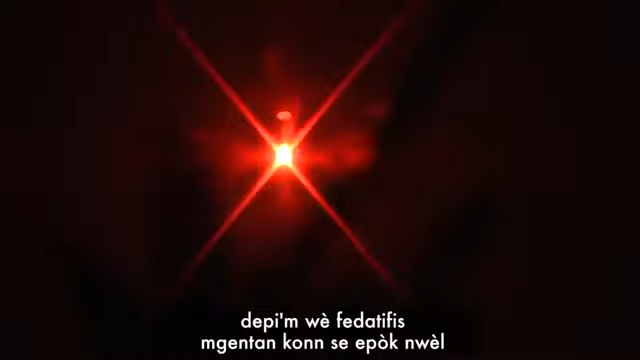 depi'm wè fedatifis
mgentan konn se epòk nwèl